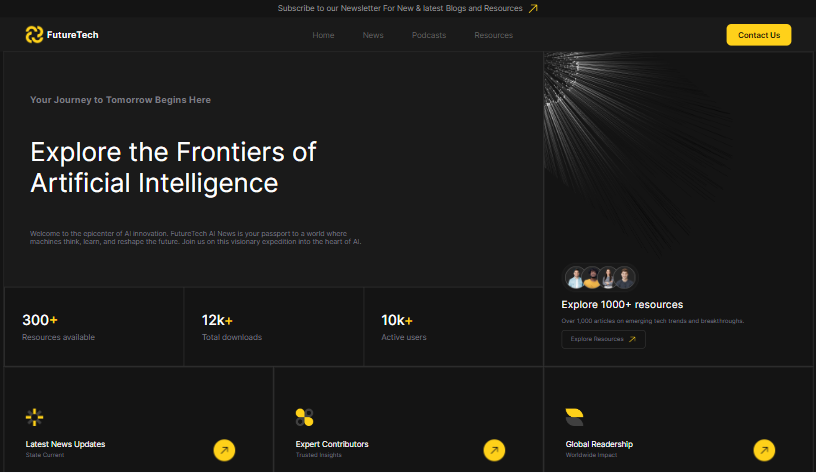 Subscribe to our Newsletter For New & latest Blogs and Resources
FutureTech
Home
News
Podcasts
Resources
Contact Us
Your Journey to Tomorrow Begins Here
Explore the Frontiers of
Artificial Intelligence
Welcome to the epicenter of AI innovation. FutureTech AI News is your passport to a world where
machines think, learn, and reshape the future. Join us on this visionary expedition into the heart of AI.
300+
Resources available
12k+
Total downloads
10k+
Active users
Explore 1000+ resources
Over 1,000 articles on emerging tech trends and breakthroughs.
Explore Resources
Latest News Updates
State Current
Expert Contributors
Trusted Insights
Global Readership
Worldwide Impact